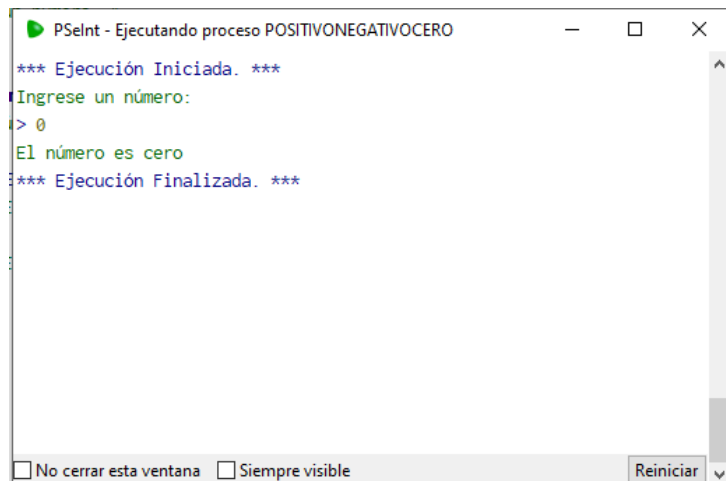 PSeInt - Ejecutando proceso POSITIVONEGATIVOCERO
*** Ejecución Iniciada. ***
Ingrese un número:
> 0
El número es cero
*** Ejecución Finalizada. ***
No cerrar esta ventana Siempre visible Reiniciar